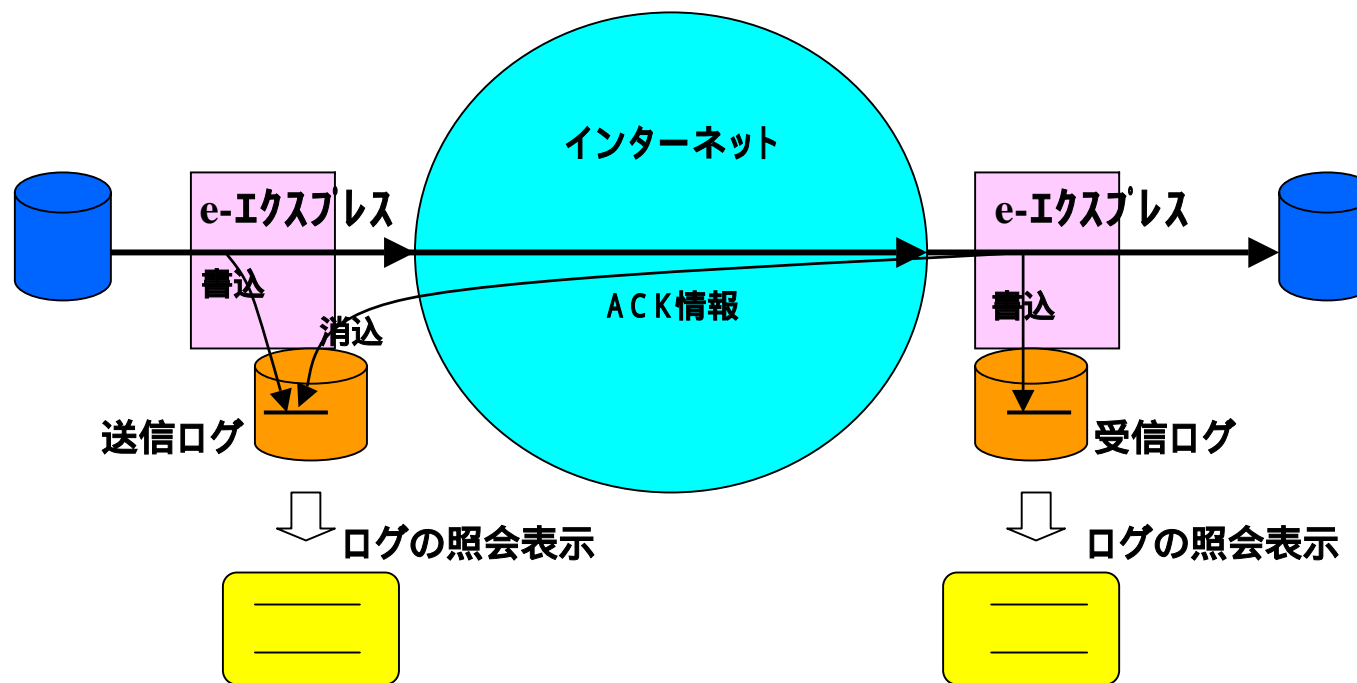 インターネット
e-エクスプレス
e-エクスプレス
書込
ACK情報
書込
消込
送信ログ
受信ログ
ログの照会表示
ログの照会表示